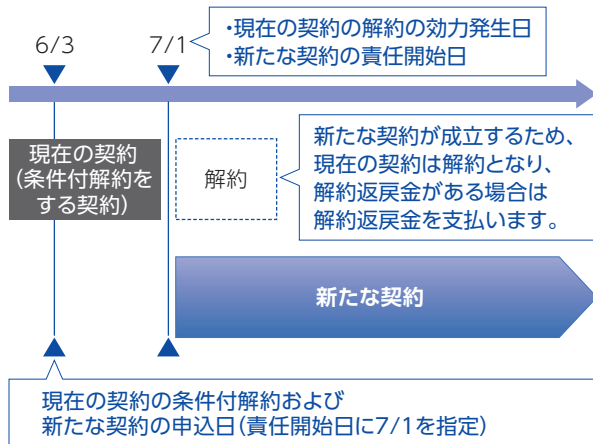 6/3
7/1
・現在の契約の解約の効力発生日
・新たな契約の責任開始日
現在の契約
(条件付解約を
する契約)
解約
新たな契約が成立するため、
現在の契約は解約となり、
解約返戻金がある場合は
解約返戻金を支払います。
新たな契約
現在の契約の条件付解約および
新たな契約の申込日(責任開始日に7/1を指定)